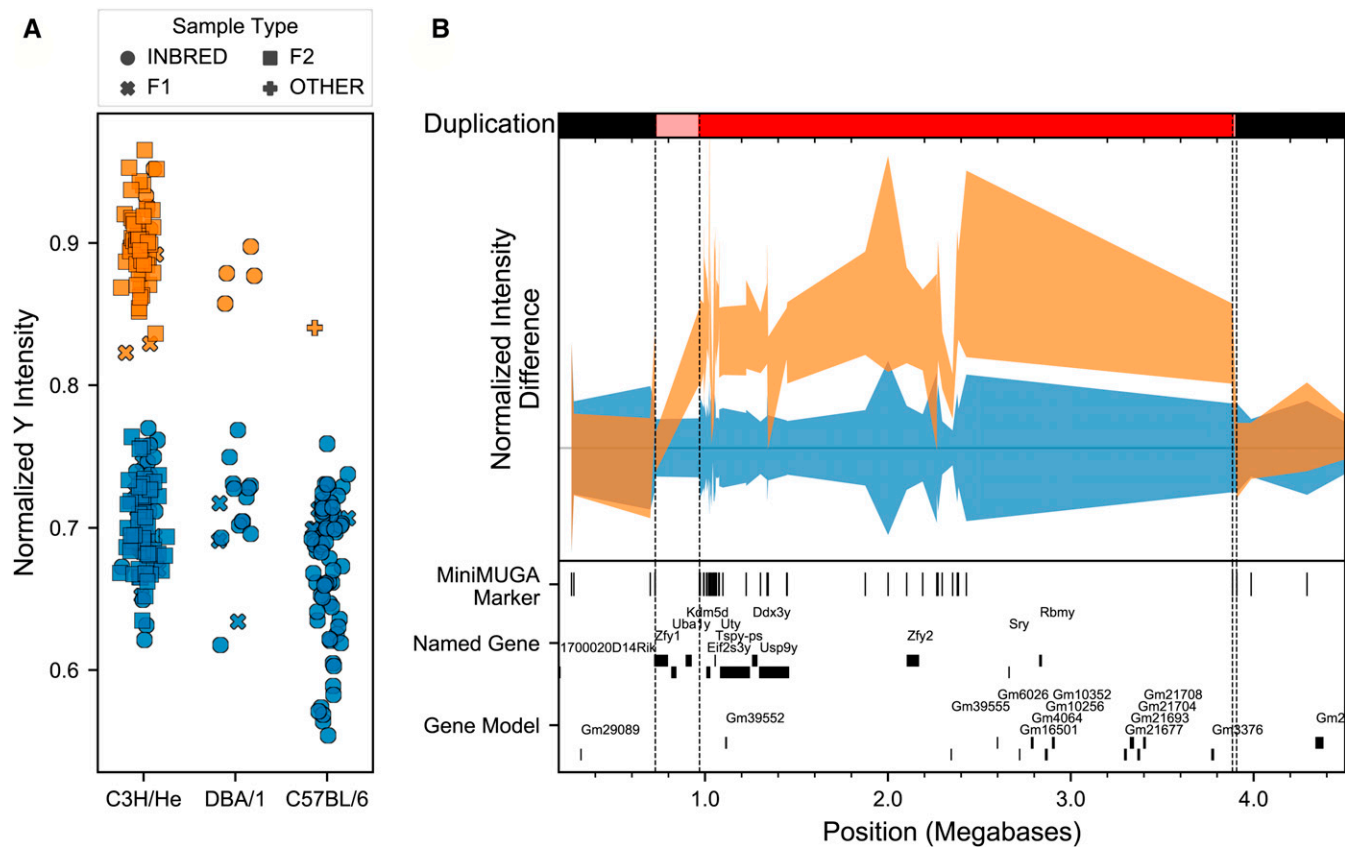 A
Sample Type
INBRED F2
F1 OTHER
Normalized Y Intensity
0.9
0.8
0.7
0.6
C3H/He DBA/1 C57BL/6
B
Duplication
Normalized Intensity
Difference
MiniMUGA
Marker
Named Gene
Gene Model
Kdm5d Ddx3y Rbmy
Uba1y Uty Sry
Zfy1 Tspy-ps Zfy2
1700020D14Rik Eif2s3y Usp9y
Gm6026 Gm10352 Gm21708
Gm39555 Gm10256 Gm21704
Gm39552 Gm4064 Gm21693
Gm29089 Gm16501 Gm21677 Gm3376 Gm2
1.0 2.0 3.0 4.0
Position (Megabases)